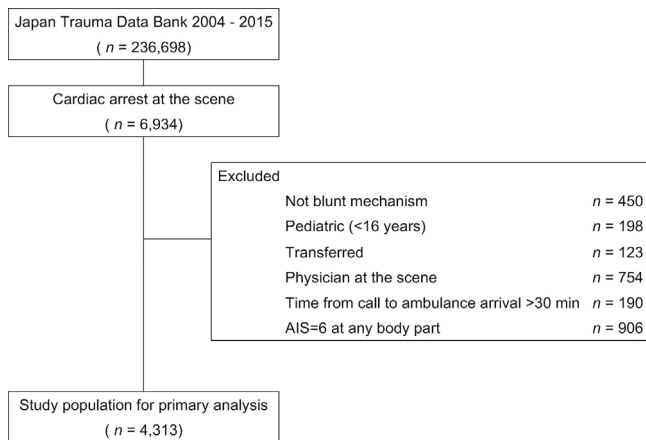 Japan Trauma Data Bank 2004 - 2015
( n = 236,698)
Cardiac arrest at the scene
( n = 6,934)
Excluded
Not blunt mechanism n = 450
Pediatric (<16 years) n = 198
Transferred n = 123
Physician at the scene n = 754
Time from call to ambulance arrival >30 min n = 190
AIS=6 at any body part n = 906
Study population for primary analysis
( n = 4,313)